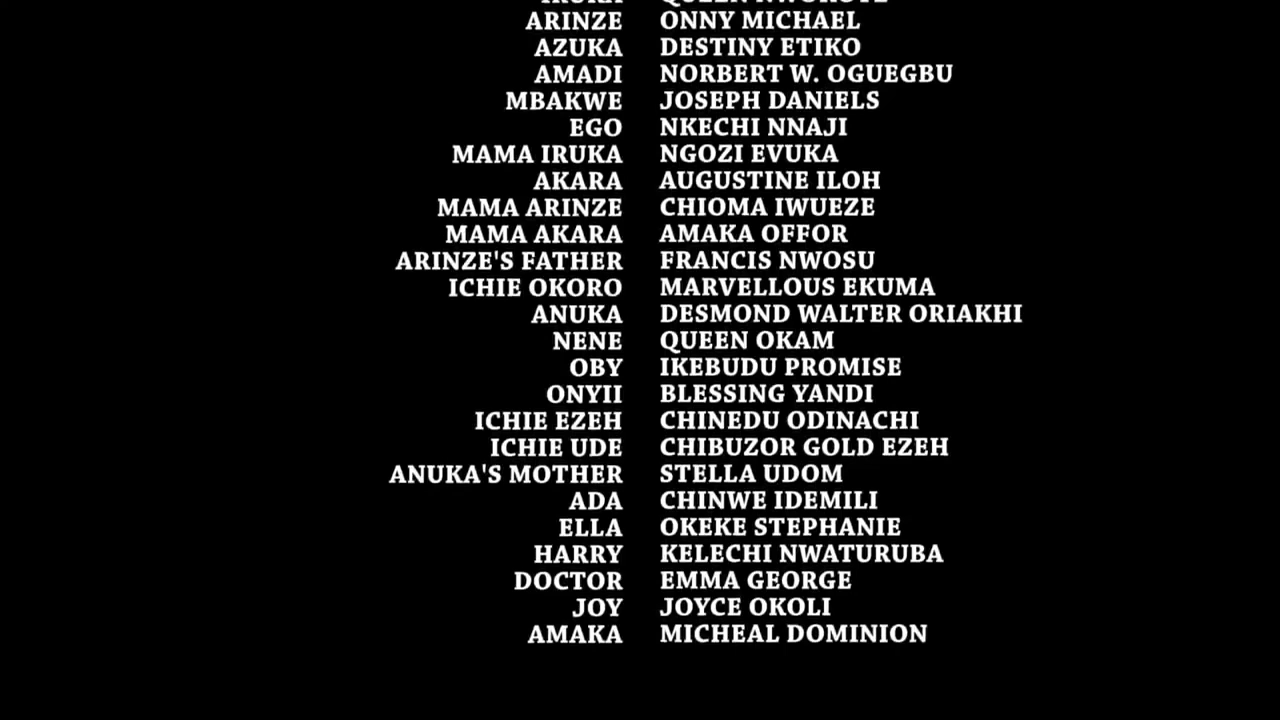 ARINZE ONNY MICHAEL
AZUKA DESTINY ETIKO
AMADI NORBERT W. OGUEGBU
MBAKWE JOSEPH DANIELS
EGO NKECHI NNAJI
MAMA IRUKA NGOZI EVUKA
AKARA AUGUSTINE ILOH
MAMA ARINZE CHIOMA IWUEZE
MAMA AKARA AMAKA OFFOR
ARINZE'S FATHER FRANCIS NWOSU
ICHIE OKORO MARVELLOUS EKUMA
ANUKA DESMOND WALTER ORIAKHI
NENE QUEEN OKAM
OBY IKEBUDU PROMISE
ONYII BLESSING YANDI
ICHIE EZEH CHINEDU ODINACHI
ICHIE UDE CHIBUZOR GOLD EZEH
ANUKA'S MOTHER STELLA UDOM
ADA CHINWE IDEMILI
ELLA OKEKE STEPHANIE
HARRY KELECHI NWATURUBA
DOCTOR EMMA GEORGE
JOY JOYCE OKOLI
AMAKA MICHEAL DOMINION